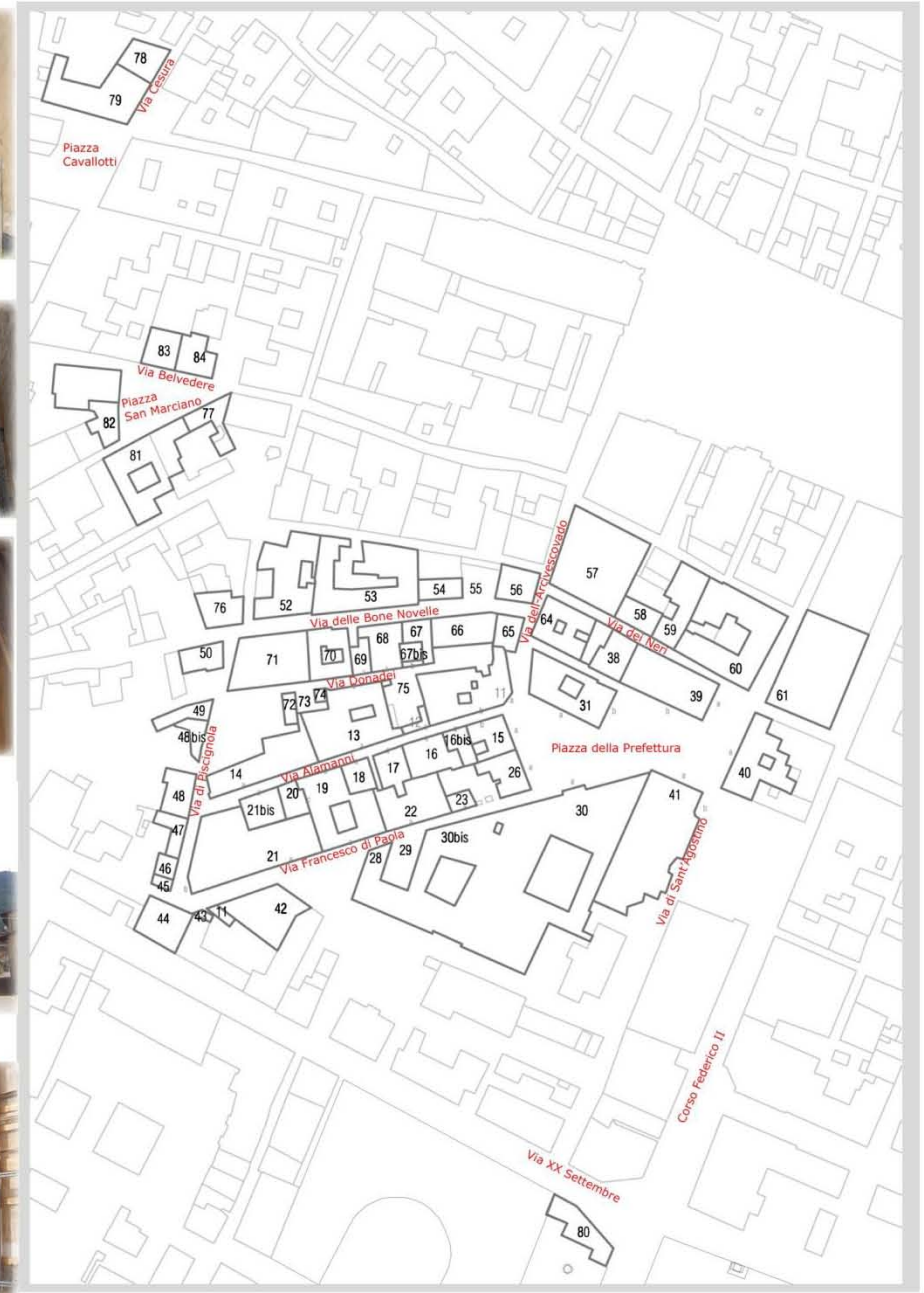 78
Via Cesura
79
Piazza
Cavallotti
83
84
Via Belvedere
Piazza
San Marciano
82
77
81
Via dell'Arcivescovado
57
76
52
53
54
55
56
58
59
Via delle Bone Novelle
64
Via dei Neri
50
71
70
69
68
67
67bis
66
65
38
60
Via Donadei
39
61
72
73
74
75
11
31
49
48bis
13
12
Via di Piscignola
14
Via Alamanni
16bis
15
Piazza della Prefettura
40
48
21bis
20
19
18
17
16
26
47
22
23
30
41
21
Via Francesco di Paola
28
29
30bis
Via di Sant'Agostino
46
45
44
43
11
42
Corso Federico II
Via XX Settembre
80